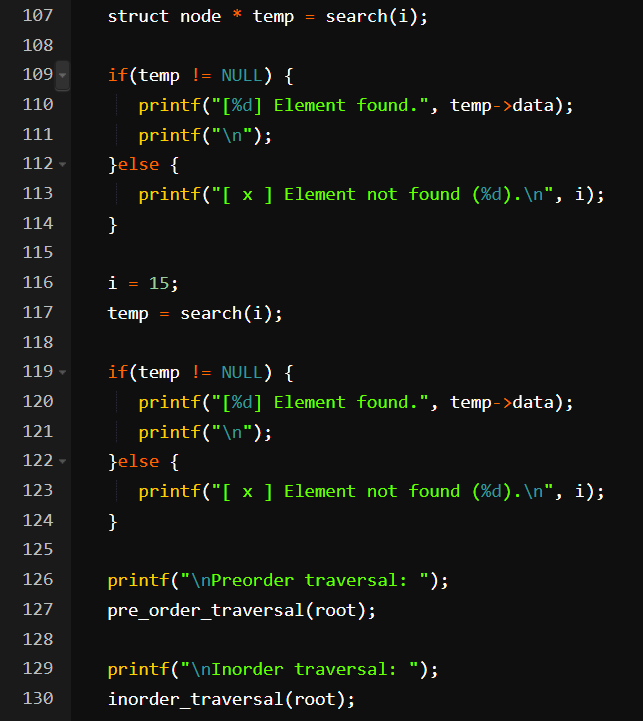 107 struct node * temp = search(i);
108
109 if(temp != NULL) {
110 printf("[%d] Element found.", temp->data);
111 printf("\n");
112 }else {
113 printf("[ x ] Element not found (%d).\n", i);
114 }
115
116 i = 15;
117 temp = search(i);
118
119 if(temp != NULL) {
120 printf("[%d] Element found.", temp->data);
121 printf("\n");
122 }else {
123 printf("[ x ] Element not found (%d).\n", i);
124 }
125
126 printf("\nPreorder traversal: ");
127 pre_order_traversal(root);
128
129 printf("\nInorder traversal: ");
130 inorder_traversal(root);